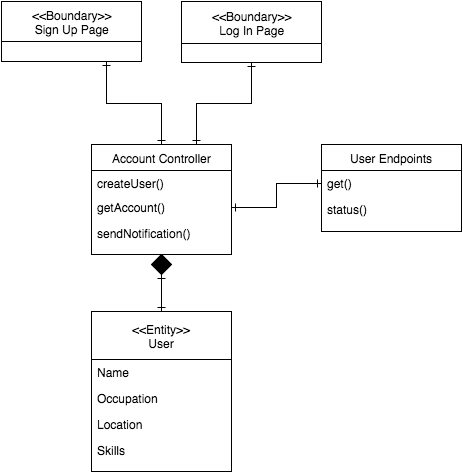 <<Boundary>>
Sign Up Page
<<Boundary>>
Log In Page
Account Controller
createUser()
getAccount()
sendNotification()
User Endpoints
get()
status()
<<Entity>>
User
Name
Occupation
Location
Skills